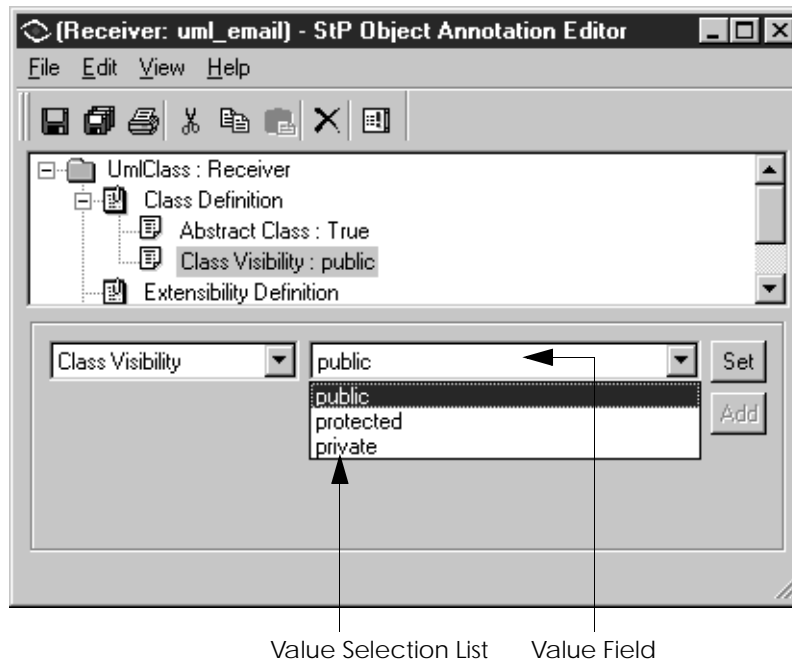 (Receiver: uml_email) - StP Object Annotation Editor
File Edit View Help
UmlClass : Receiver
Class Definition
Abstract Class : True
Class Visibility : public
Extensibility Definition
Class Visibility public Set
public Add
protected
private
Value Selection List Value Field